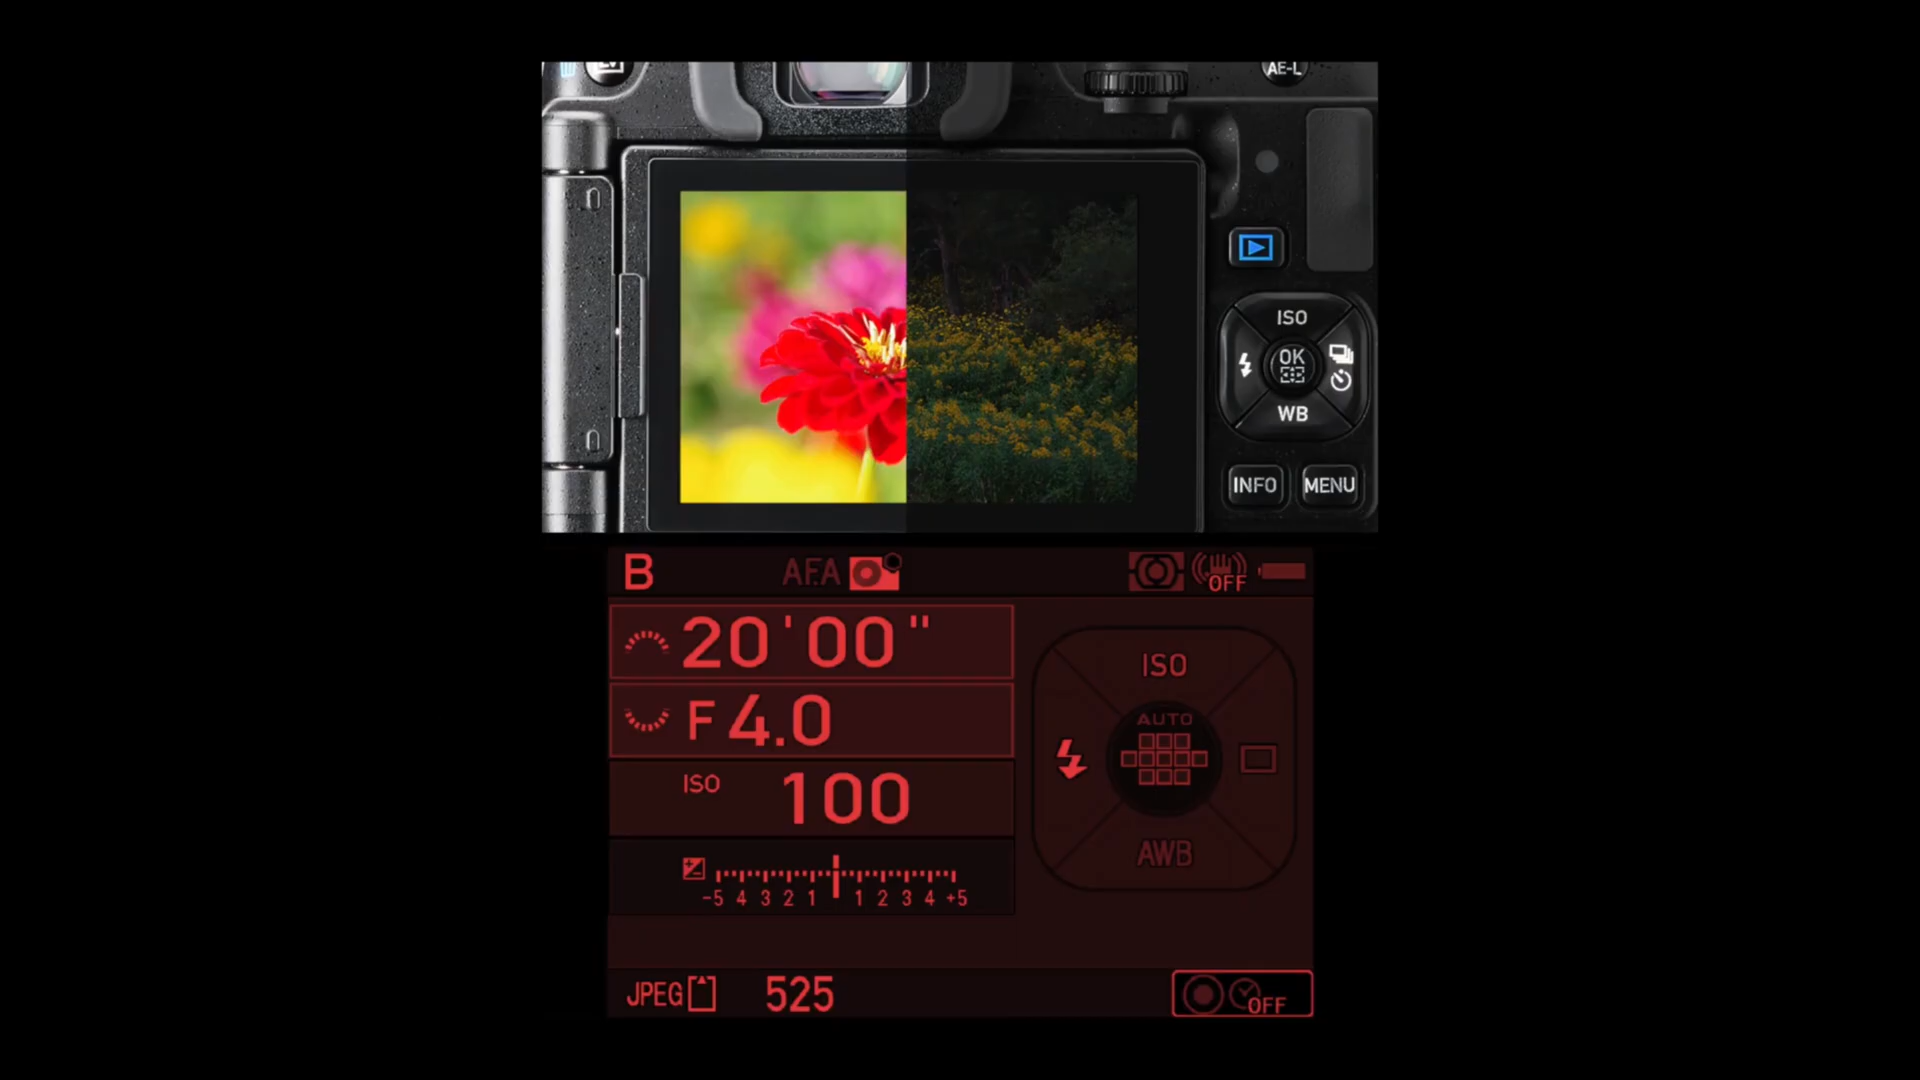 AE-L
ISO
OK
WB
INFO MENU
B AF.A OFF
20'00"
F4.0
ISO 100
-5 4 3 2 1 1 2 3 4 +5
ISO
AUTO
AWB
JPEG 525 OFF